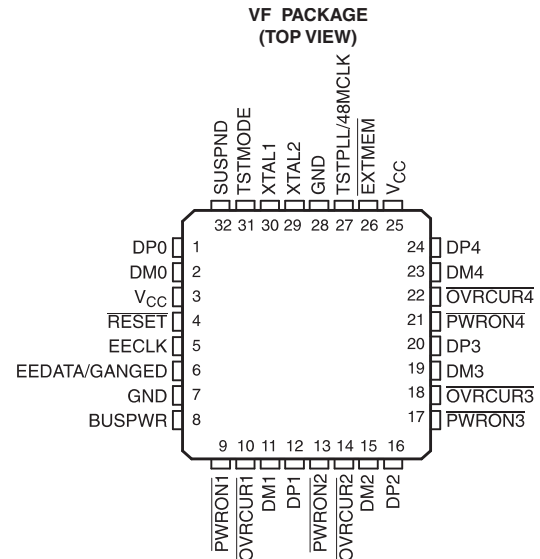 VF PACKAGE
(TOP VIEW)
SUSPND
TSTMODE
XTAL1
XTAL2
GND
TSTPLL/48MCLK
EXTMEM
VCC
32 31 30 29 28 27 26 25
DP0 1
DM0 2
VCC 3
RESET 4
EECLK 5
EEDATA/GANGED 6
GND 7
BUSPWR 8
24 DP4
23 DM4
22 OVRCUR4
21 PWRON4
20 DP3
19 DM3
18 OVRCUR3
17 PWRON3
9 10 11 12 13 14 15 16
PWRON1
OVRCUR1
DM1
DP1
PWRON2
OVRCUR2
DM2
DP2